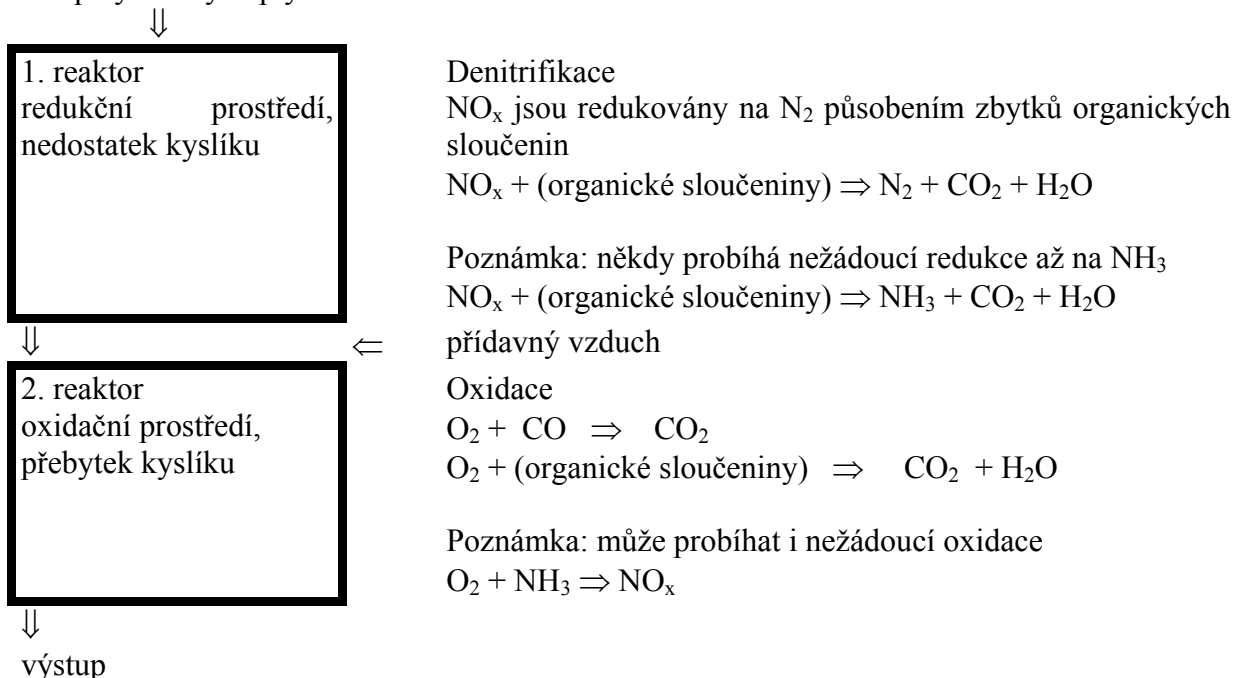 ⇓
1. reaktor
redukční prostředí,
nedostatek kyslíku
Denitrifikace
NOₓ jsou redukovány na N₂ působením zbytků organických
sloučenin
NOₓ + (organické sloučeniny) ⇒ N₂ + CO₂ + H₂O
Poznámka: někdy probíhá nežádoucí redukce až na NH₃
NOₓ + (organické sloučeniny) ⇒ NH₃ + CO₂ + H₂O
⇓ ⇐ přídavný vzduch
2. reaktor
oxidační prostředí,
přebytek kyslíku
Oxidace
O₂ + CO ⇒ CO₂
O₂ + (organické sloučeniny) ⇒ CO₂ + H₂O
Poznámka: může probíhat i nežádoucí oxidace
O₂ + NH₃ ⇒ NOₓ
⇓
výstup